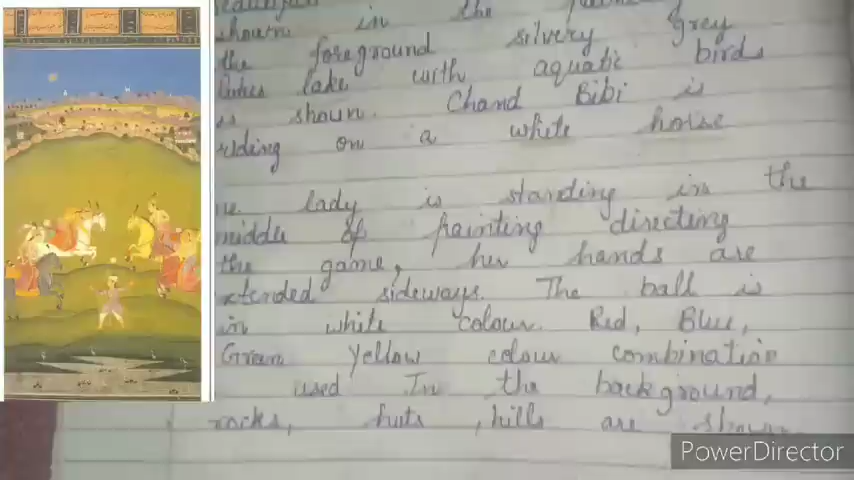 shown in the
the foreground silvery grey
lake with aquatic birds
is shown. Chand Bibi is
riding on a white horse
lady is standing in the
middle of painting directing
the game, her hands are
extended sideways. The ball is
in white colour. Red, Blue,
Green Yellow colour combination
used In the background,
rocks, huts, hills are shown
PowerDirector